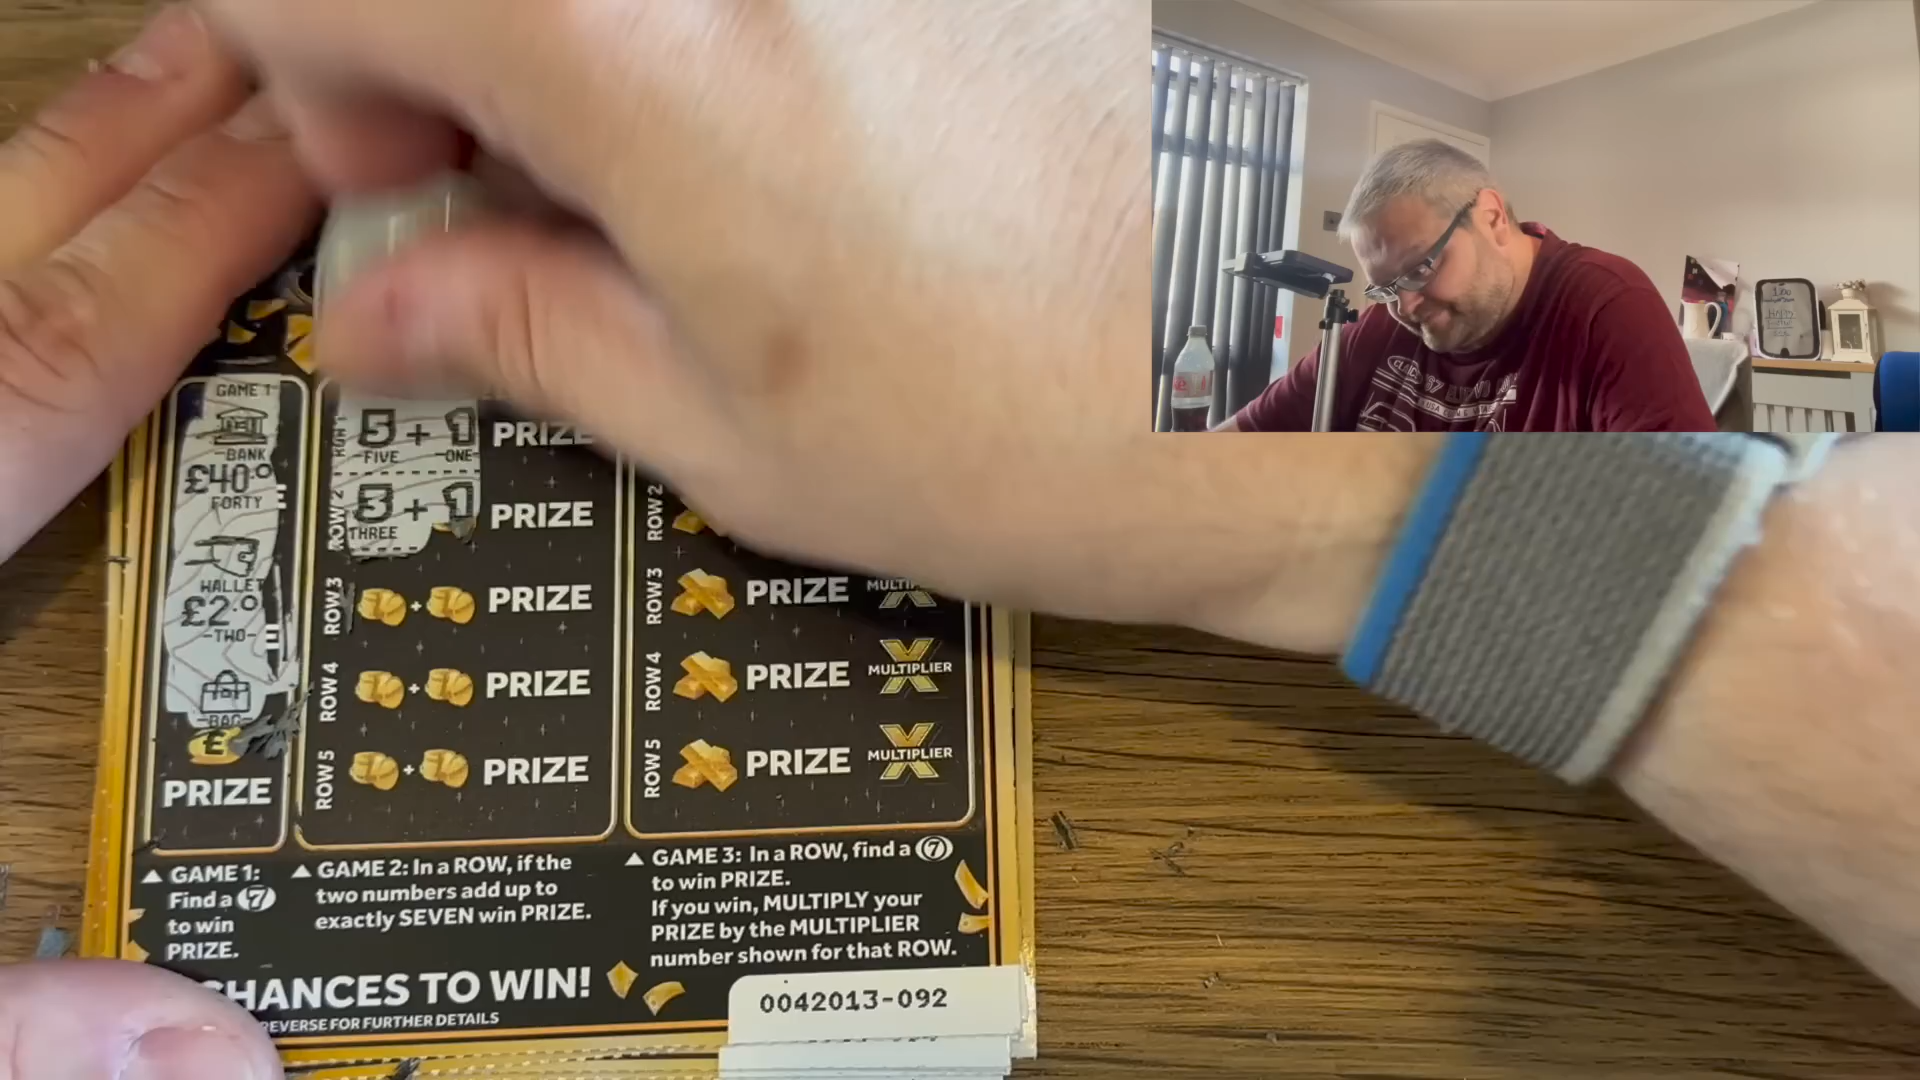 GAME 1
BANK
£40.0
FORTY
WALLET
£2.0
-TWO-
BAG
£
PRIZE
5 + 1
-FIVE -ONE-
PRIZE
ROW 2
3 + 1
THREE
PRIZE
ROW 3
PRIZE
ROW 4
PRIZE
ROW 5
PRIZE
ROW 2
ROW 3
PRIZE
ROW 4
PRIZE
X
MULTIPLIER
ROW 5
PRIZE
X
MULTIPLIER
▲ GAME 1:
Find a 7
to win
PRIZE.
▲ GAME 2: In a ROW, if the
two numbers add up to
exactly SEVEN win PRIZE.
▲ GAME 3: In a ROW, find a 7
to win PRIZE.
If you win, MULTIPLY your
PRIZE by the MULTIPLIER
number shown for that ROW.
CHANCES TO WIN!
REVERSE FOR FURTHER DETAILS
0042013-092